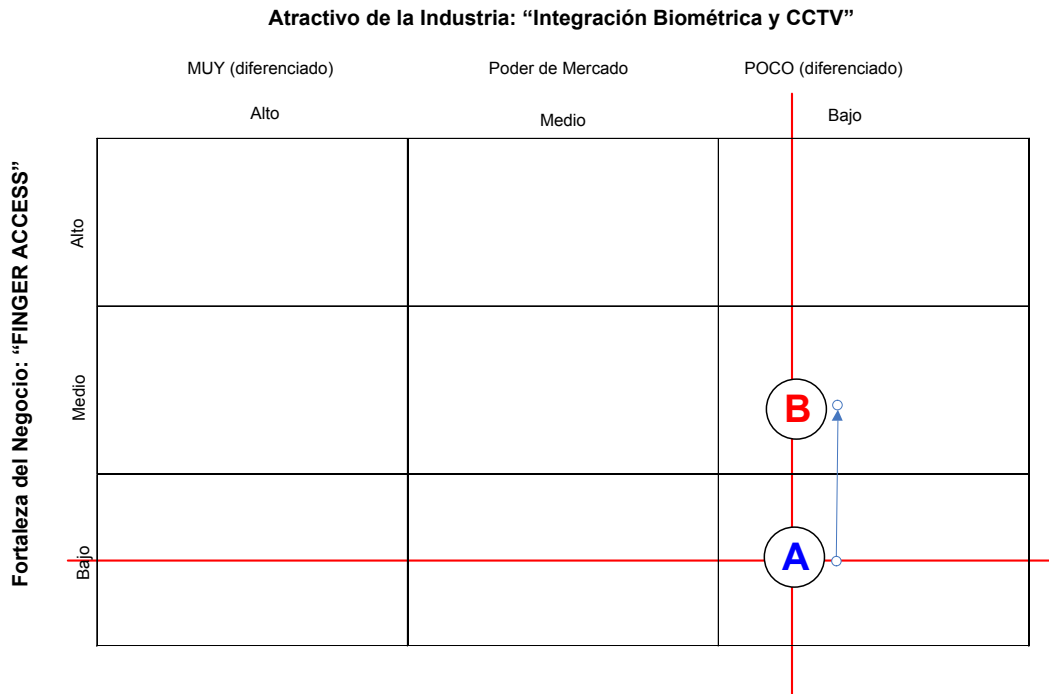 Atractivo de la Industria: “Integración Biométrica y CCTV”
MUY (diferenciado)
Poder de Mercado
POCO (diferenciado)
Alto
Medio
Bajo
Fortaleza del Negocio: “FINGER ACCESS”
Alto
Medio
Bajo
B
A